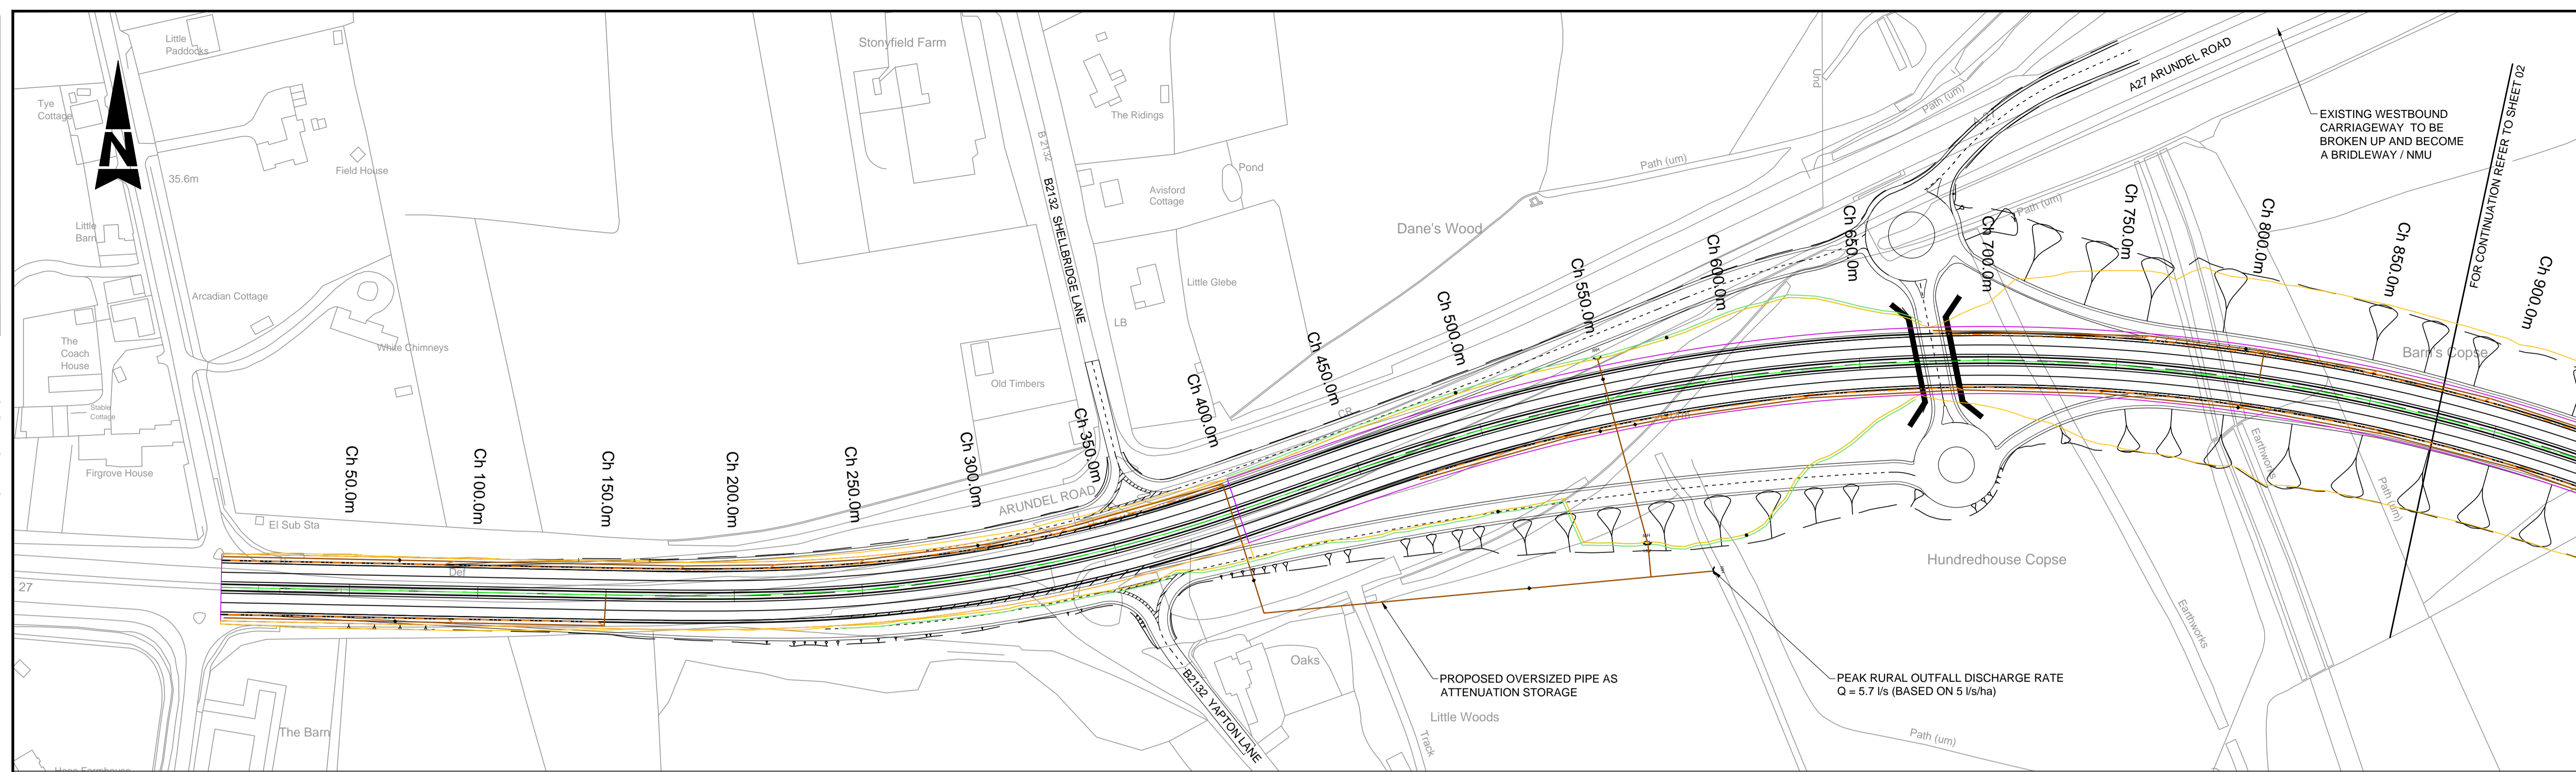 Little
Paddocks
Tye
Cottage
N
35.6m
Field House
Little
Barn
Arcadian Cottage
White Chimneys
The
Coach
House
Stable
Cottage
Firgrove House
El Sub Sta
27
Def
The Barn
Hago Farmhouse
Stonyfield Farm
The Ridings
B 2132
B2132 SHELLBRIDGE LANE
Avisford
Cottage
Pond
Little Glebe
LB
Old Timbers
ARUNDEL ROAD
Dane's Wood
Path (um)
Und
Path (um)
A 27
A27 ARUNDEL ROAD
Path (um)
EXISTING WESTBOUND
CARRIAGEWAY TO BE
BROKEN UP AND BECOME
A BRIDLEWAY / NMU
FOR CONTINUATION REFER TO SHEET 02
Ch 50.0m
Ch 100.0m
Ch 150.0m
Ch 200.0m
Ch 250.0m
Ch 300.0m
Ch 350.0m
Ch 400.0m
Ch 450.0m
Ch 500.0m
Ch 550.0m
Ch 600.0m
Ch 650.0m
Ch 700.0m
Ch 750.0m
Ch 800.0m
Ch 850.0m
Ch 900.0m
CR
Barn's Copse
Earthworks
Path (um)
Hundredhouse Copse
Earthworks
Oaks
B2132 YAPTON LANE
PROPOSED OVERSIZED PIPE AS
ATTENUATION STORAGE
Little Woods
Track
PEAK RURAL OUTFALL DISCHARGE RATE
Q = 5.7 l/s (BASED ON 5 l/s/ha)
Path (um)